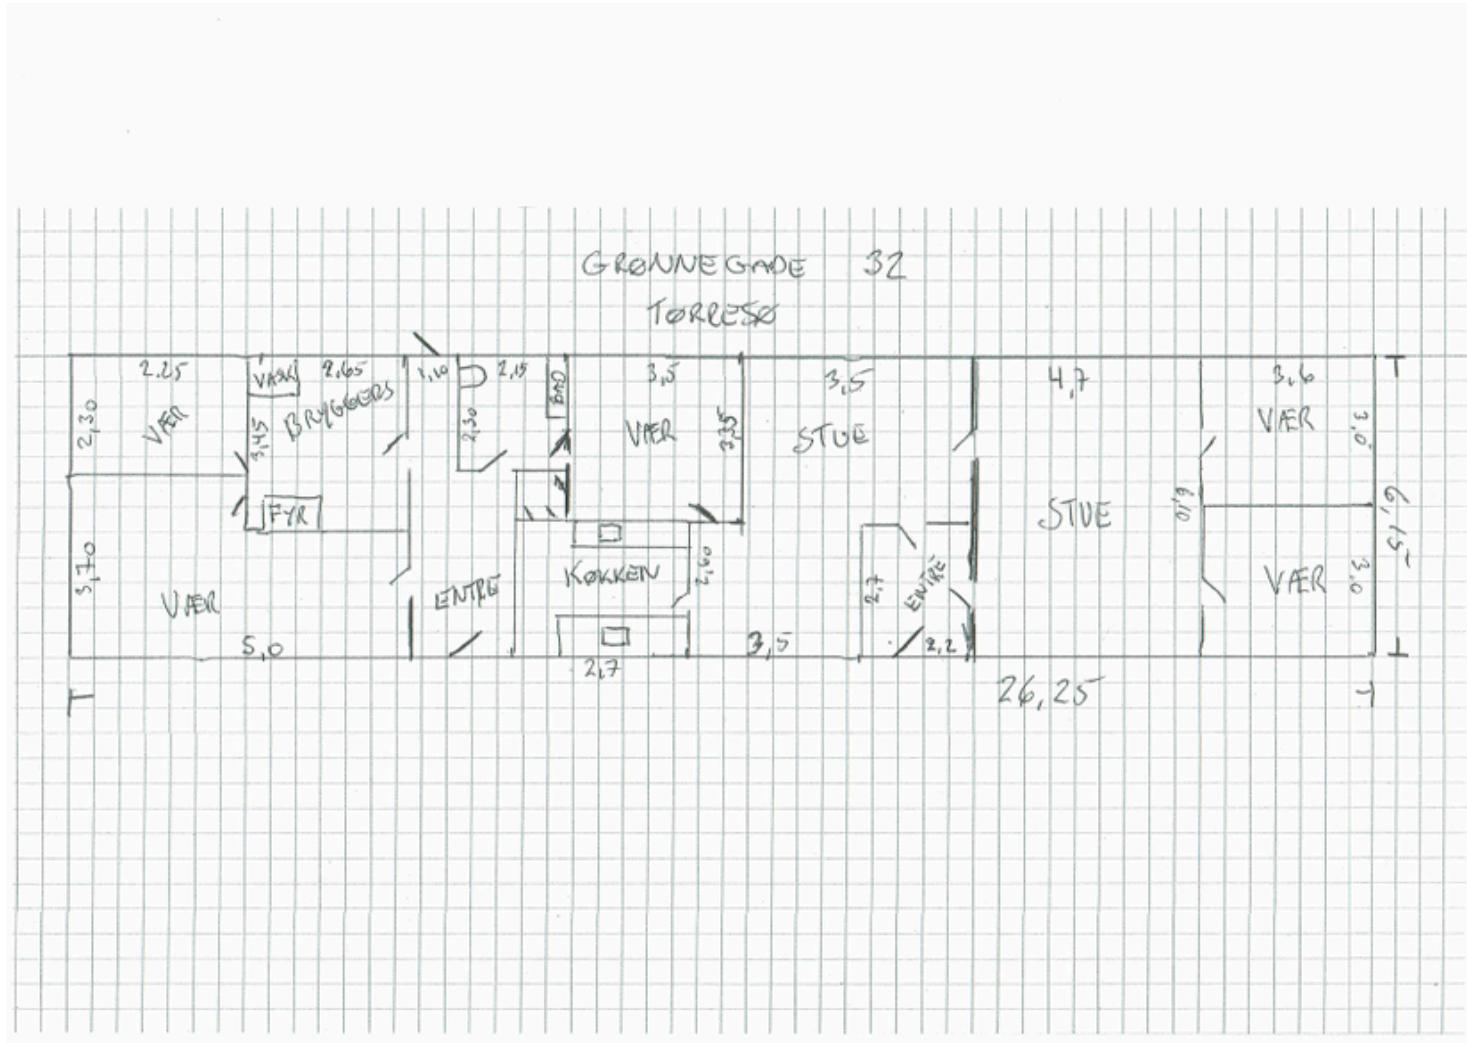 GRØNNEGADE 32
TØRRESØ
2.25
VASK
2,65
1,10
2,15
BAD
3,5
3,5
4,7
3,6
2,30
VÆR
3,45
BRYGGERS
2,30
VÆR
3,35
STUE
VÆR
3,0
FYR
STUE
6,10
6,15
3,70
VÆR
ENTRE
KØKKEN
2,60
2,7
ENTRE
VÆR
3,0
5,0
2,7
3,5
2,2
26,25